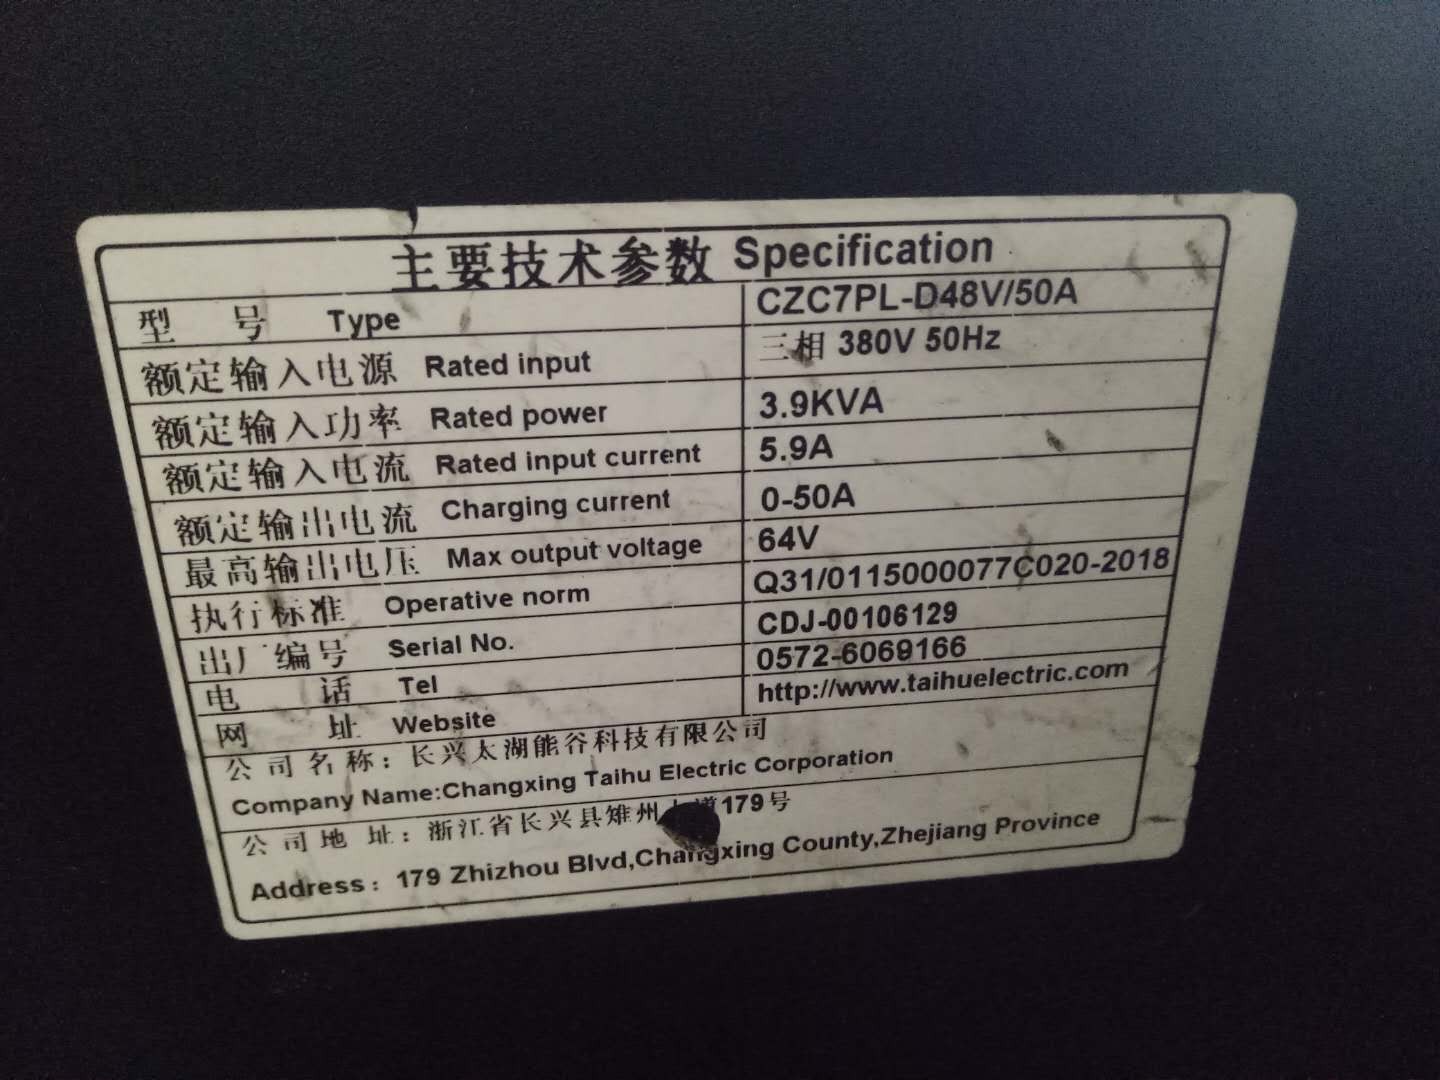 主要技术参数 Specification
型 号 Type CZC7PL-D48V/50A
额定输入电源 Rated input 三相 380V 50Hz
额定输入功率 Rated power 3.9KVA
额定输入电流 Rated input current 5.9A
额定输出电流 Charging current 0-50A
最高输出电压 Max output voltage 64V
执行标准 Operative norm Q31/0115000077C020-2018
出厂编号 Serial No. CDJ-00106129
电 话 Tel 0572-6069166
网 址 Website http://www.taihuelectric.com
公 司 名 称：长兴太湖能谷科技有限公司
Company Name:Changxing Taihu Electric Corporation
公 司 地 址：浙江省长兴县雉州 道179号
Address：179 Zhizhou Blvd,Changxing County,Zhejiang Province